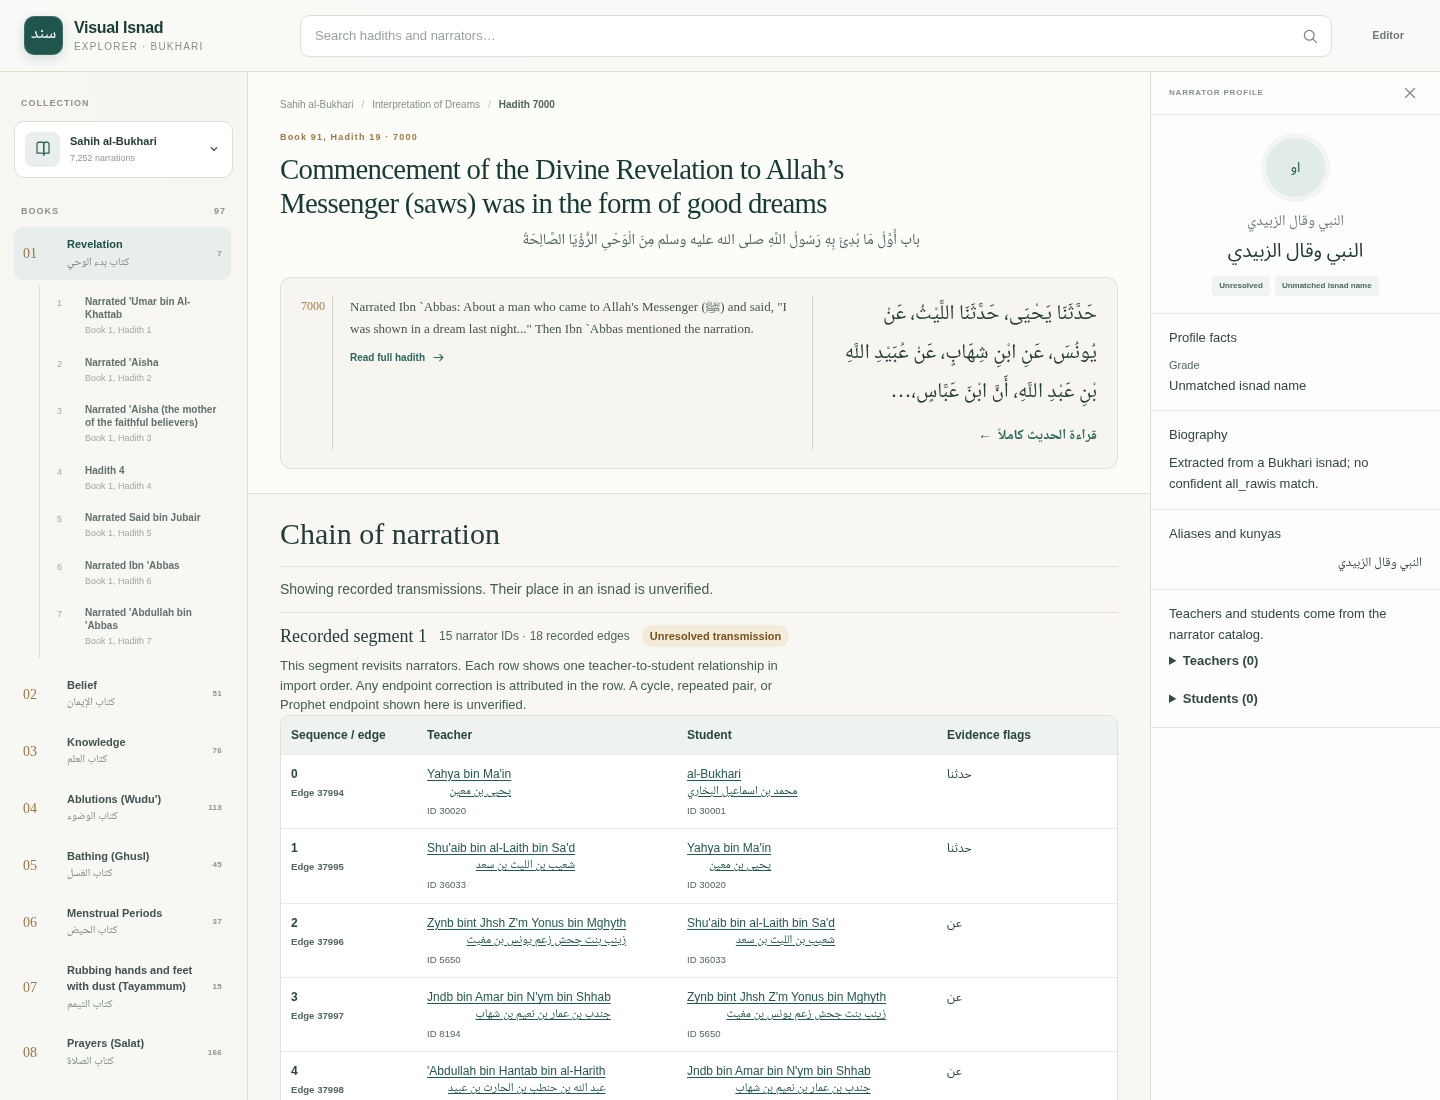 سند
Visual Isnad
EXPLORER · BUKHARI
Search hadiths and narrators…
Editor
COLLECTION
Sahih al-Bukhari
7,252 narrations
BOOKS 97
01 Revelation 7
كتاب بدء الوحي
1 Narrated 'Umar bin Al-
Khattab
Book 1, Hadith 1
2 Narrated 'Aisha
Book 1, Hadith 2
3 Narrated 'Aisha (the mother
of the faithful believers)
Book 1, Hadith 3
4 Hadith 4
Book 1, Hadith 4
5 Narrated Said bin Jubair
Book 1, Hadith 5
6 Narrated Ibn 'Abbas
Book 1, Hadith 6
7 Narrated 'Abdullah bin
'Abbas
Book 1, Hadith 7
02 Belief 51
كتاب الإيمان
03 Knowledge 76
كتاب العلم
04 Ablutions (Wudu') 113
كتاب الوضوء
05 Bathing (Ghusl) 45
كتاب الغسل
06 Menstrual Periods 37
كتاب الحيض
07 Rubbing hands and feet
with dust (Tayammum) 15
كتاب التيمم
08 Prayers (Salat) 166
كتاب الصلاة
Sahih al-Bukhari / Interpretation of Dreams / Hadith 7000
Book 91, Hadith 19 · 7000
Commencement of the Divine Revelation to Allah’s
Messenger (saws) was in the form of good dreams
باب أَوَّلُ مَا بُدِئَ بِهِ رَسُولُ اللَّهِ صلى الله عليه وسلم مِنَ الْوَحْىِ الرُّؤْيَا الصَّالِحَةُ
7000 Narrated Ibn `Abbas: About a man who came to Allah's Messenger (ﷺ) and said, "I
was shown in a dream last night..." Then Ibn `Abbas mentioned the narration.
Read full hadith →
حَدَّثَنَا يَحْيَى، حَدَّثَنَا اللَّيْثُ، عَنْ
يُونُسَ، عَنِ ابْنِ شِهَابٍ، عَنْ عُبَيْدِ اللَّهِ
بْنِ عَبْدِ اللَّهِ، أَنَّ ابْنَ عَبَّاسٍ،…
قراءة الحديث كاملاً ←
Chain of narration
Showing recorded transmissions. Their place in an isnad is unverified.
Recorded segment 1 15 narrator IDs · 18 recorded edges Unresolved transmission
This segment revisits narrators. Each row shows one teacher-to-student relationship in
import order. Any endpoint correction is attributed in the row. A cycle, repeated pair, or
Prophet endpoint shown here is unverified.
Sequence / edge Teacher Student Evidence flags
0 Yahya bin Ma'in al-Bukhari حدثنا
Edge 37994 يحيى بن معين محمد بن اسماعيل البخاري
ID 30020 ID 30001
1 Shu'aib bin al-Laith bin Sa'd Yahya bin Ma'in حدثنا
Edge 37995 شعيب بن الليث بن سعد يحيى بن معين
ID 36033 ID 30020
2 Zynb bint Jhsh Z'm Yonus bin Mghyth Shu'aib bin al-Laith bin Sa'd عن
Edge 37996 زينب بنت جحش زعم يونس بن مغيث شعيب بن الليث بن سعد
ID 5650 ID 36033
3 Jndb bin Amar bin N'ym bin Shhab Zynb bint Jhsh Z'm Yonus bin Mghyth عن
Edge 37997 جندب بن عمار بن نعيم بن شهاب زينب بنت جحش زعم يونس بن مغيث
ID 8194 ID 5650
4 'Abdullah bin Hantab bin al-Harith Jndb bin Amar bin N'ym bin Shhab عن
Edge 37998 عبد الله بن حنطب بن الحارث بن عبيد جندب بن عمار بن نعيم بن شهاب
NARRATOR PROFILE
او
النبي وقال الزبيدي
النبي وقال الزبيدي
Unresolved Unmatched isnad name
Profile facts
Grade
Unmatched isnad name
Biography
Extracted from a Bukhari isnad; no
confident all_rawis match.
Aliases and kunyas
النبي وقال الزبيدي
Teachers and students come from the
narrator catalog.
Teachers (0)
Students (0)